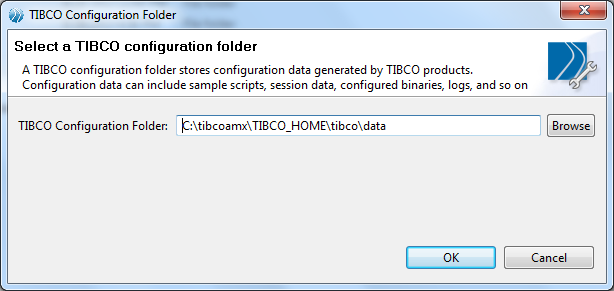 TIBCO Configuration Folder
Select a TIBCO configuration folder
A TIBCO configuration folder stores configuration data generated by TIBCO products.
Configuration data can include sample scripts, session data, configured binaries, logs, and so on
TIBCO Configuration Folder: C:\tibcoamx\TIBCO_HOME\tibco\data Browse
OK Cancel